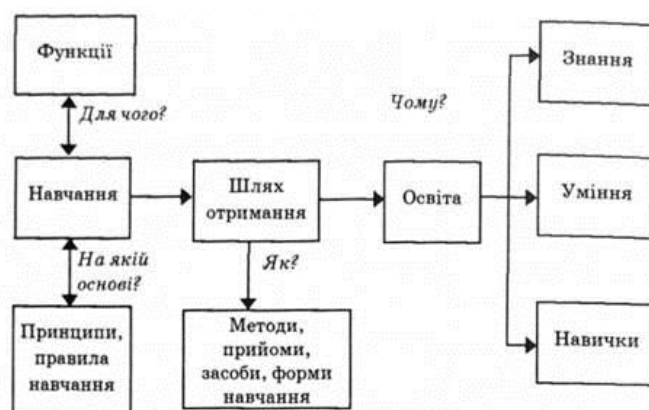 Функції
Знання
Для чого?
Чому?
Навчання
Шлях
отримання
Освіта
Уміння
На якій
основі?
Як?
Принципи,
правила
навчання
Методи,
прийоми,
засоби, форми
навчання
Навички